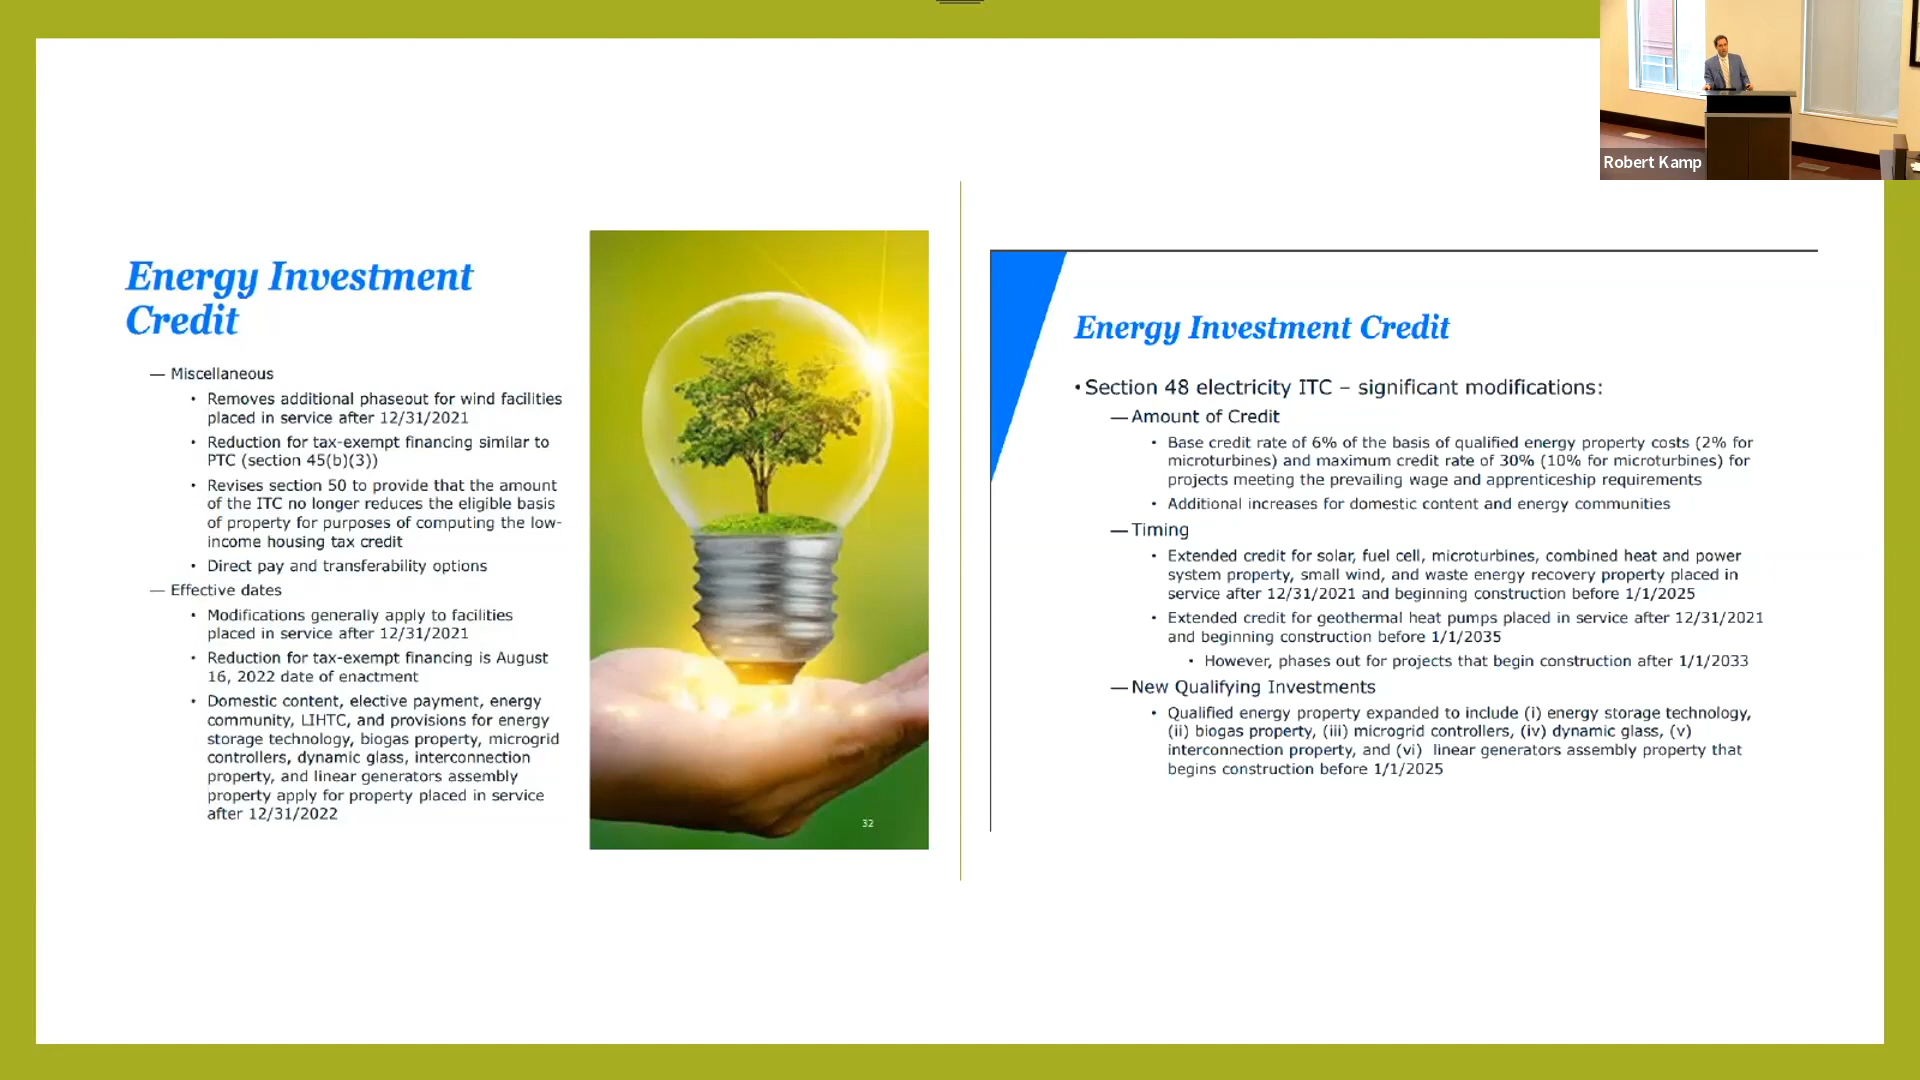 Robert Kamp
Energy Investment
Credit
— Miscellaneous
• Removes additional phaseout for wind facilities
placed in service after 12/31/2021
• Reduction for tax-exempt financing similar to
PTC (section 45(b)(3))
• Revises section 50 to provide that the amount
of the ITC no longer reduces the eligible basis
of property for purposes of computing the low-
income housing tax credit
• Direct pay and transferability options
— Effective dates
• Modifications generally apply to facilities
placed in service after 12/31/2021
• Reduction for tax-exempt financing is August
16, 2022 date of enactment
• Domestic content, elective payment, energy
community, LIHTC, and provisions for energy
storage technology, biogas property, microgrid
controllers, dynamic glass, interconnection
property, and linear generators assembly
property apply for property placed in service
after 12/31/2022
32
Energy Investment Credit
• Section 48 electricity ITC – significant modifications:
— Amount of Credit
• Base credit rate of 6% of the basis of qualified energy property costs (2% for
microturbines) and maximum credit rate of 30% (10% for microturbines) for
projects meeting the prevailing wage and apprenticeship requirements
• Additional increases for domestic content and energy communities
— Timing
• Extended credit for solar, fuel cell, microturbines, combined heat and power
system property, small wind, and waste energy recovery property placed in
service after 12/31/2021 and beginning construction before 1/1/2025
• Extended credit for geothermal heat pumps placed in service after 12/31/2021
and beginning construction before 1/1/2035
• However, phases out for projects that begin construction after 1/1/2033
— New Qualifying Investments
• Qualified energy property expanded to include (i) energy storage technology,
(ii) biogas property, (iii) microgrid controllers, (iv) dynamic glass, (v)
interconnection property, and (vi) linear generators assembly property that
begins construction before 1/1/2025